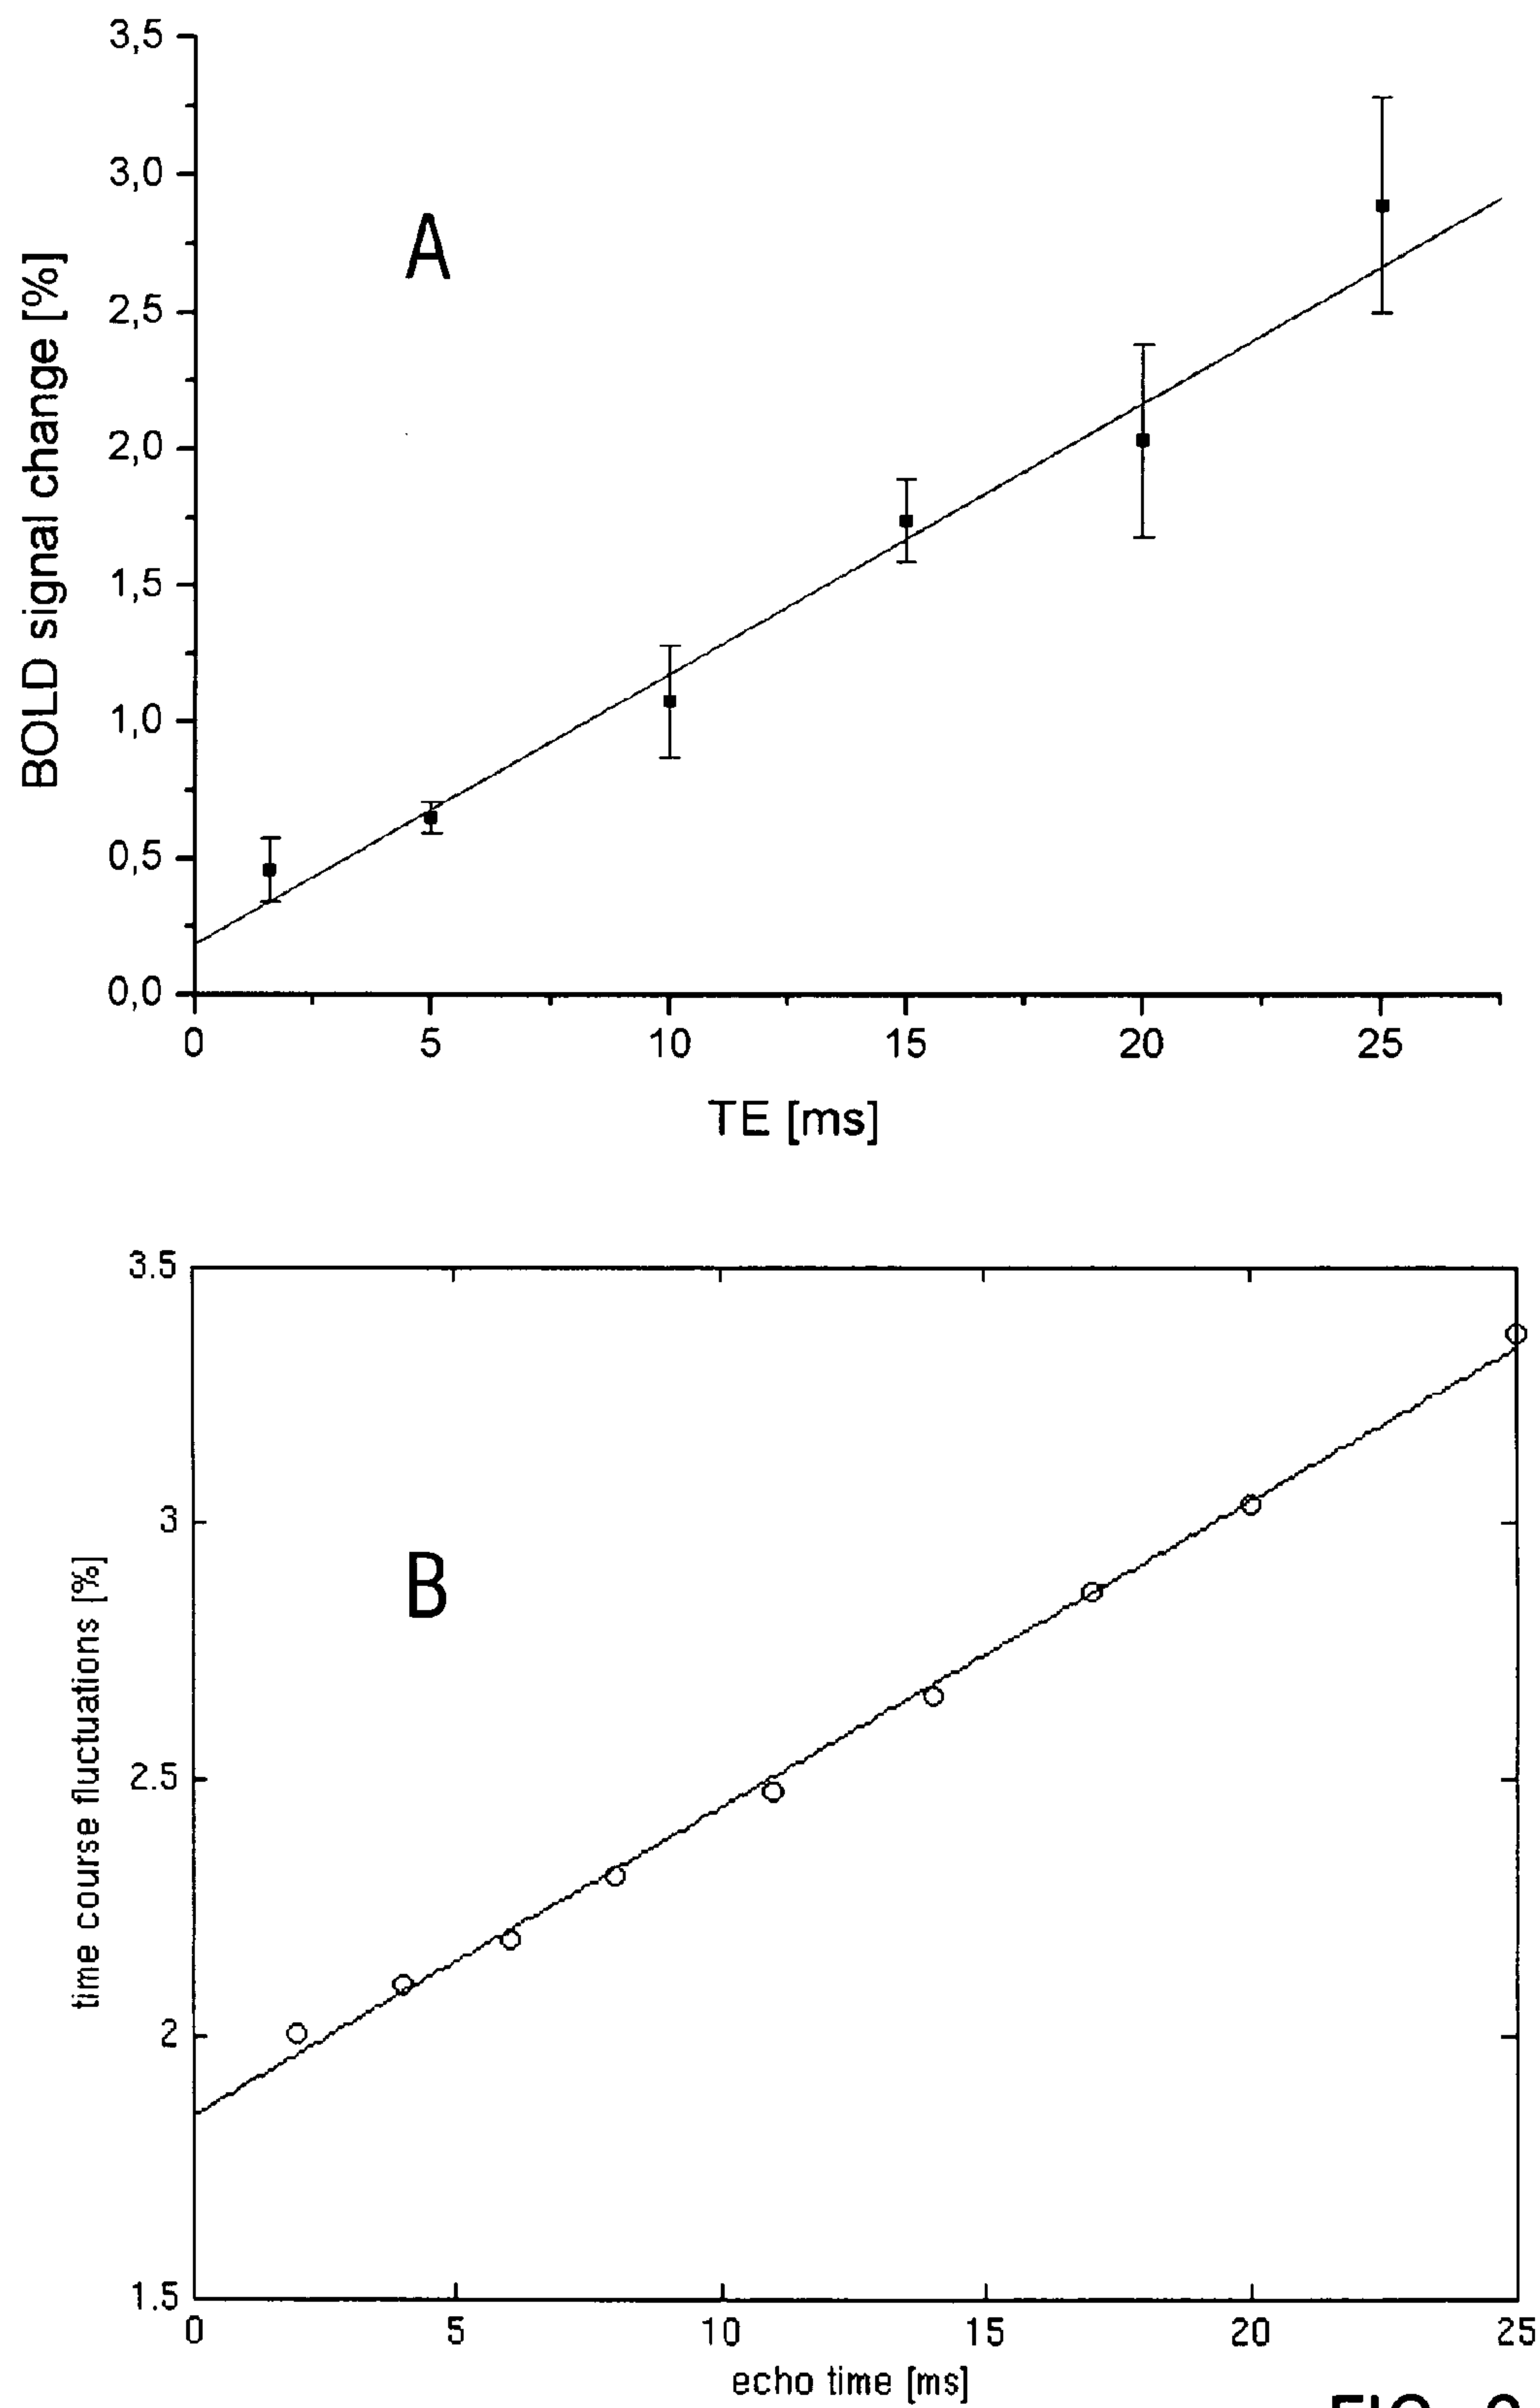 3,5
3,0
2,5
2,0
1,5
1,0
0,5
0,0
BOLD signal change [%]
A
0 5 10 15 20 25
TE [ms]
3.5
3
2.5
2
1.5
time course fluctuations [%]
B
0 5 10 15 20 25
echo time [ms]